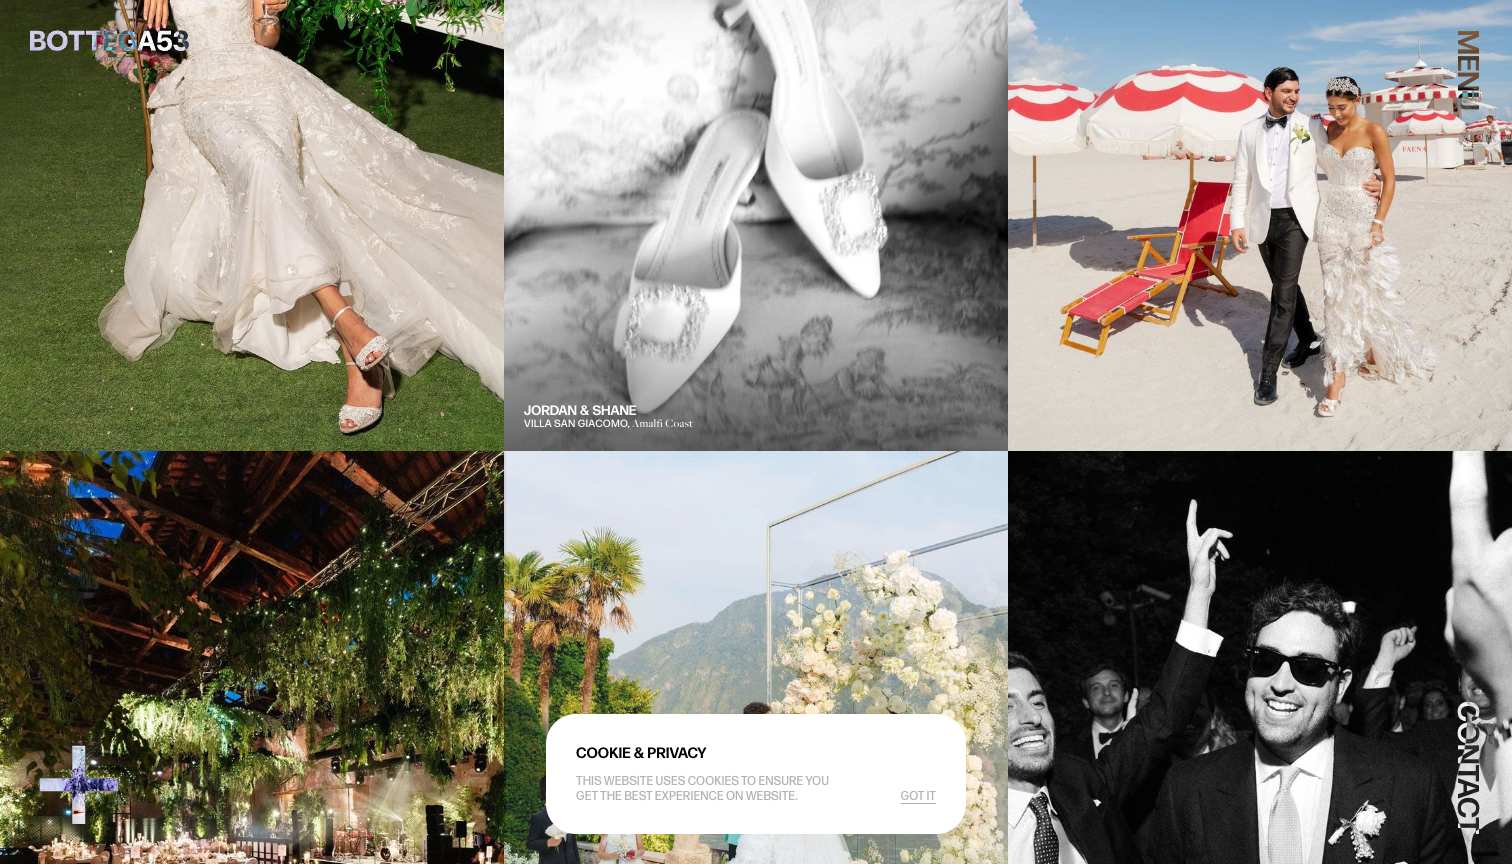 BOTTEGA53
MENU
FAENA
JORDAN & SHANE
VILLA SAN GIACOMO, Amalfi Coast
COOKIE & PRIVACY
THIS WEBSITE USES COOKIES TO ENSURE YOU
GET THE BEST EXPERIENCE ON WEBSITE.
GOT IT
CONTACT